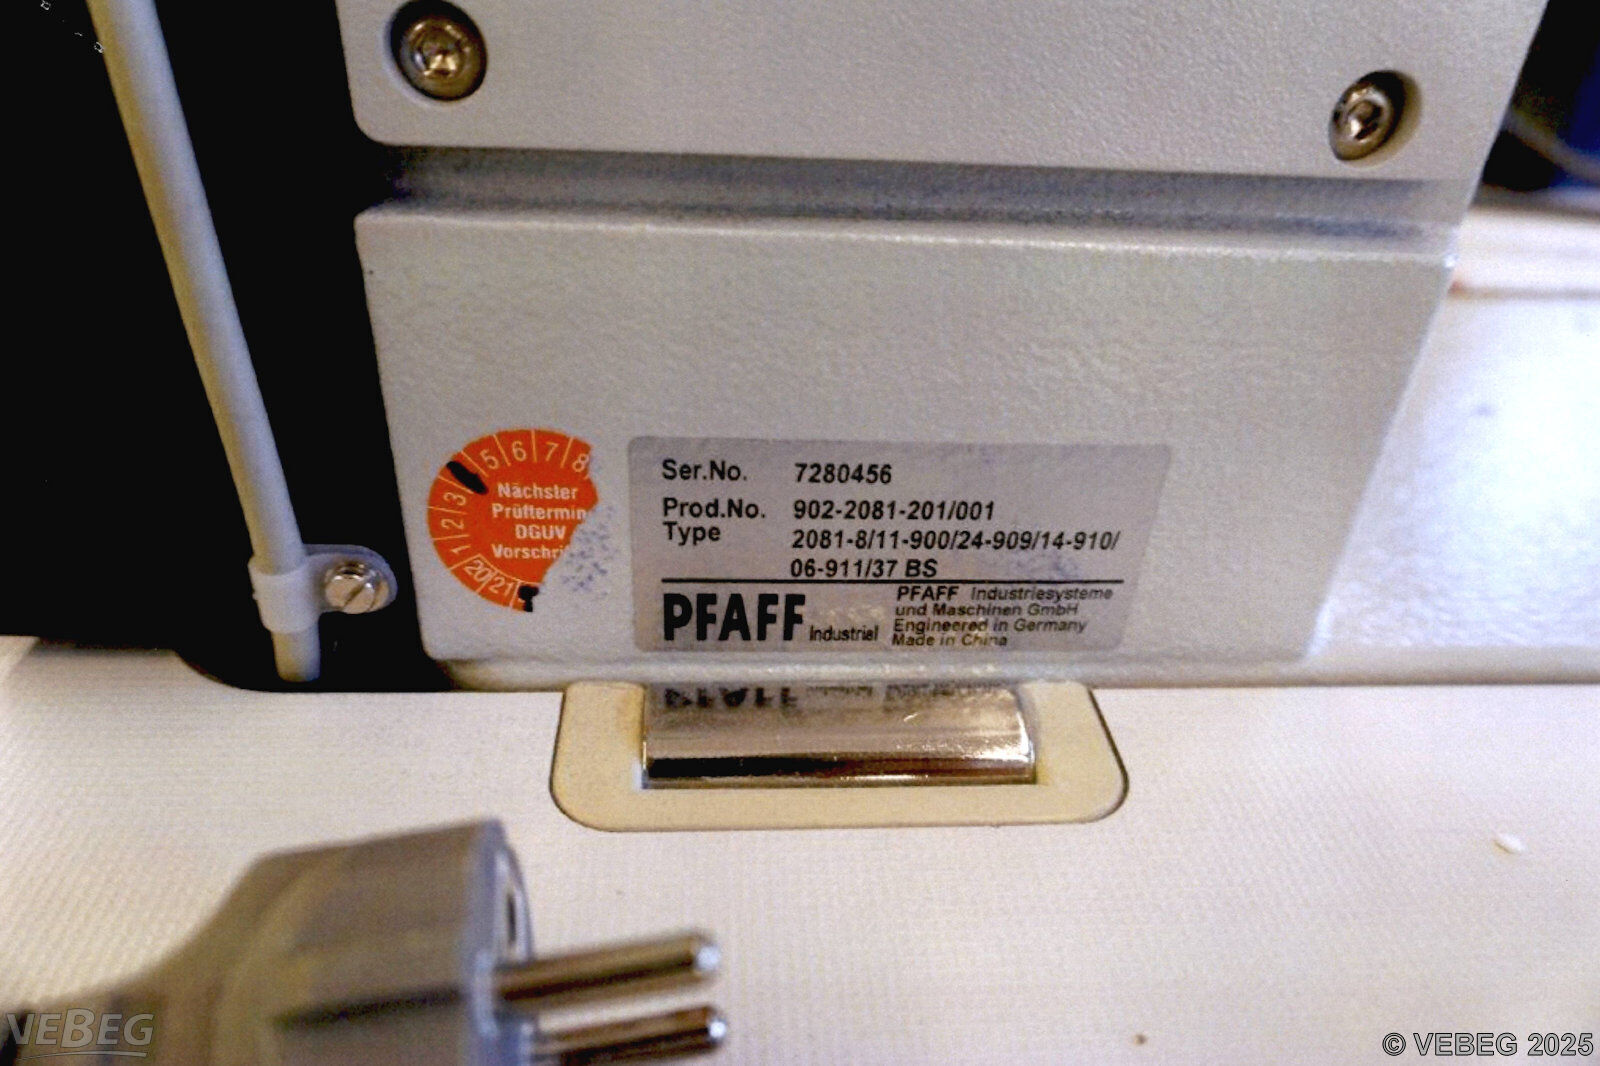 5 6 7 8
3
2
1
20 21
Nächster
Prüftermin
DGUV
Ser.No. 7280456
Prod.No. 902-2081-201/001
Type 2081-8/11-900/24-909/14-910/
06-911/37 BS
PFAFF Industrial
PFAFF Industriesysteme
und Maschinen GmbH
Engineered in Germany
Made in China
VEBEG
© VEBEG 2025